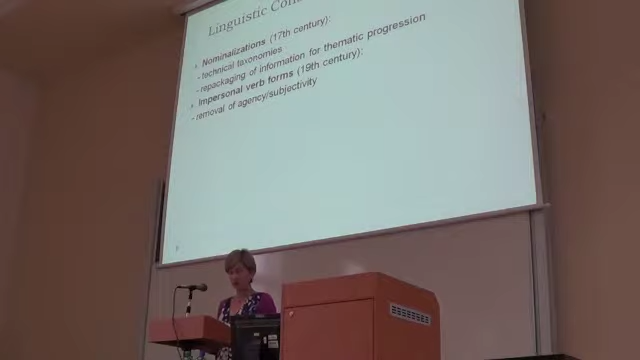 Linguistic
• Nominalizations (17th century):
- technical taxonomies
- repackaging of information for thematic progression
• Impersonal verb forms (19th century):
- removal of agency/subjectivity